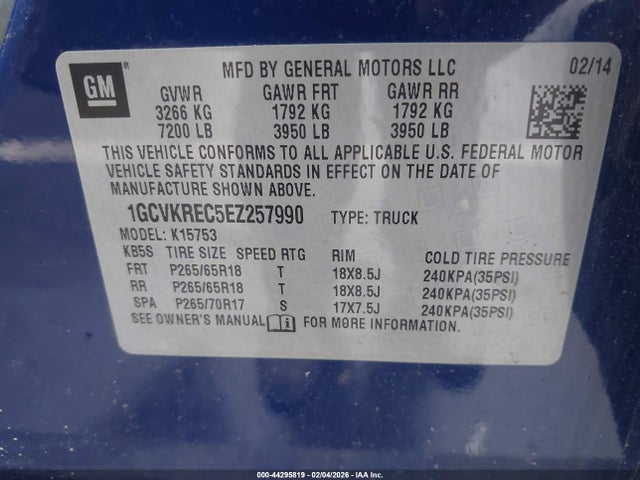 GM ®
MFD BY GENERAL MOTORS LLC 02/14
GVWR GAWR FRT GAWR RR
3266 KG 1792 KG 1792 KG
7200 LB 3950 LB 3950 LB
THIS VEHICLE CONFORMS TO ALL APPLICABLE U.S. FEDERAL MOTOR
VEHICLE SAFETY STANDARDS IN EFFECT ON THE DATE OF
MANUFACTURE SHOWN ABOVE.
1GCVKREC5EZ257990 TYPE: TRUCK
MODEL: K15753
KB5S TIRE SIZE SPEED RTG RIM COLD TIRE PRESSURE
FRT P265/65R18 T 18X8.5J 240KPA(35PSI)
RR P265/65R18 T 18X8.5J 240KPA(35PSI)
SPA P265/70R17 S 17X7.5J 240KPA(35PSI)
SEE OWNER'S MANUAL FOR MORE INFORMATION.
000-44295819 - 02/04/2026 - IAA Inc.